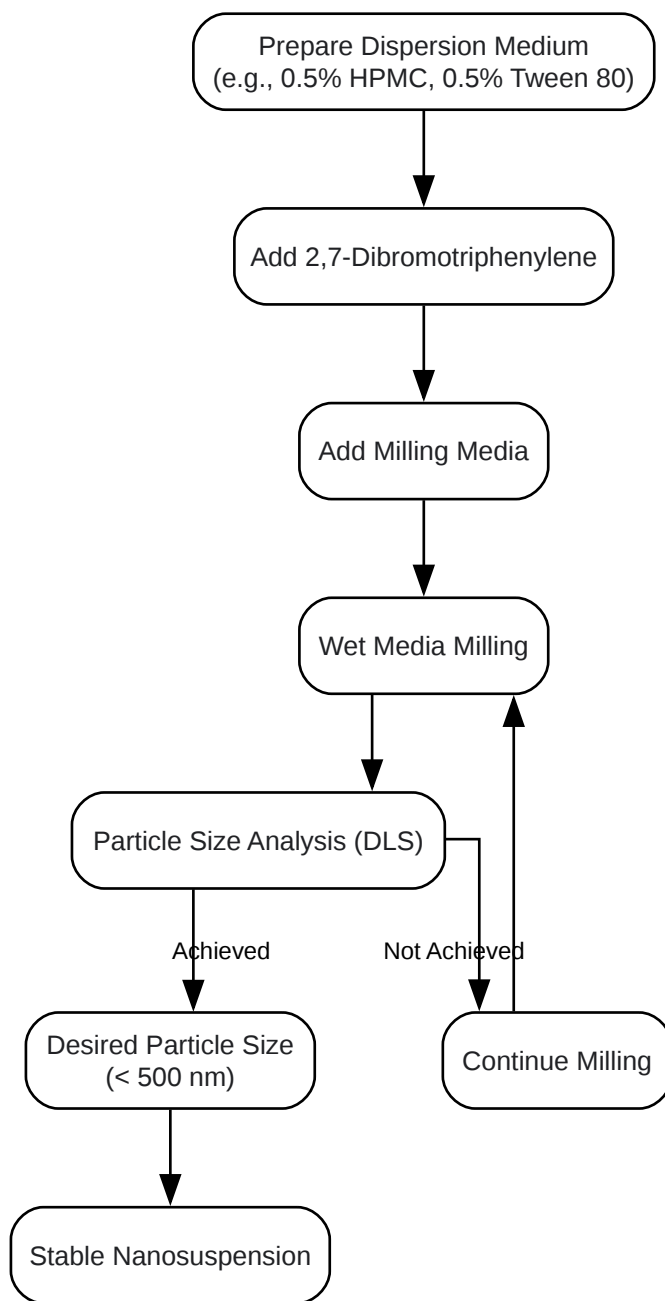 Prepare Dispersion Medium
(e.g., 0.5% HPMC, 0.5% Tween 80)
Add 2,7-Dibromotriphenylene
Add Milling Media
Wet Media Milling
Particle Size Analysis (DLS)
Achieved
Not Achieved
Desired Particle Size
(< 500 nm)
Continue Milling
Stable Nanosuspension